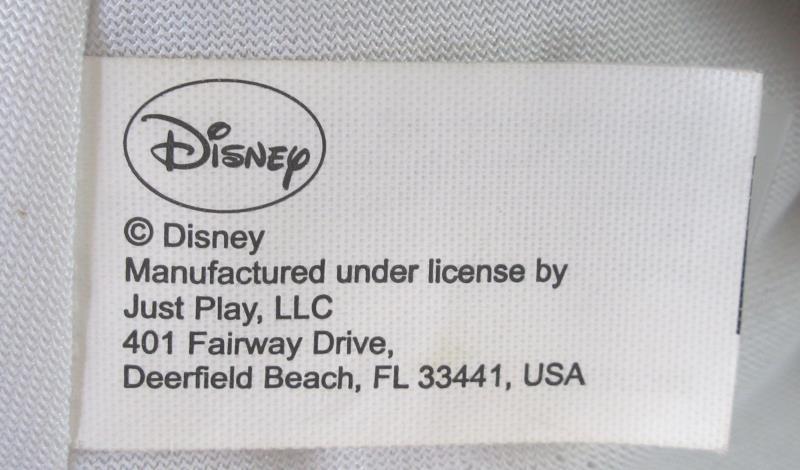 Disney
© Disney
Manufactured under license by
Just Play, LLC
401 Fairway Drive,
Deerfield Beach, FL 33441, USA